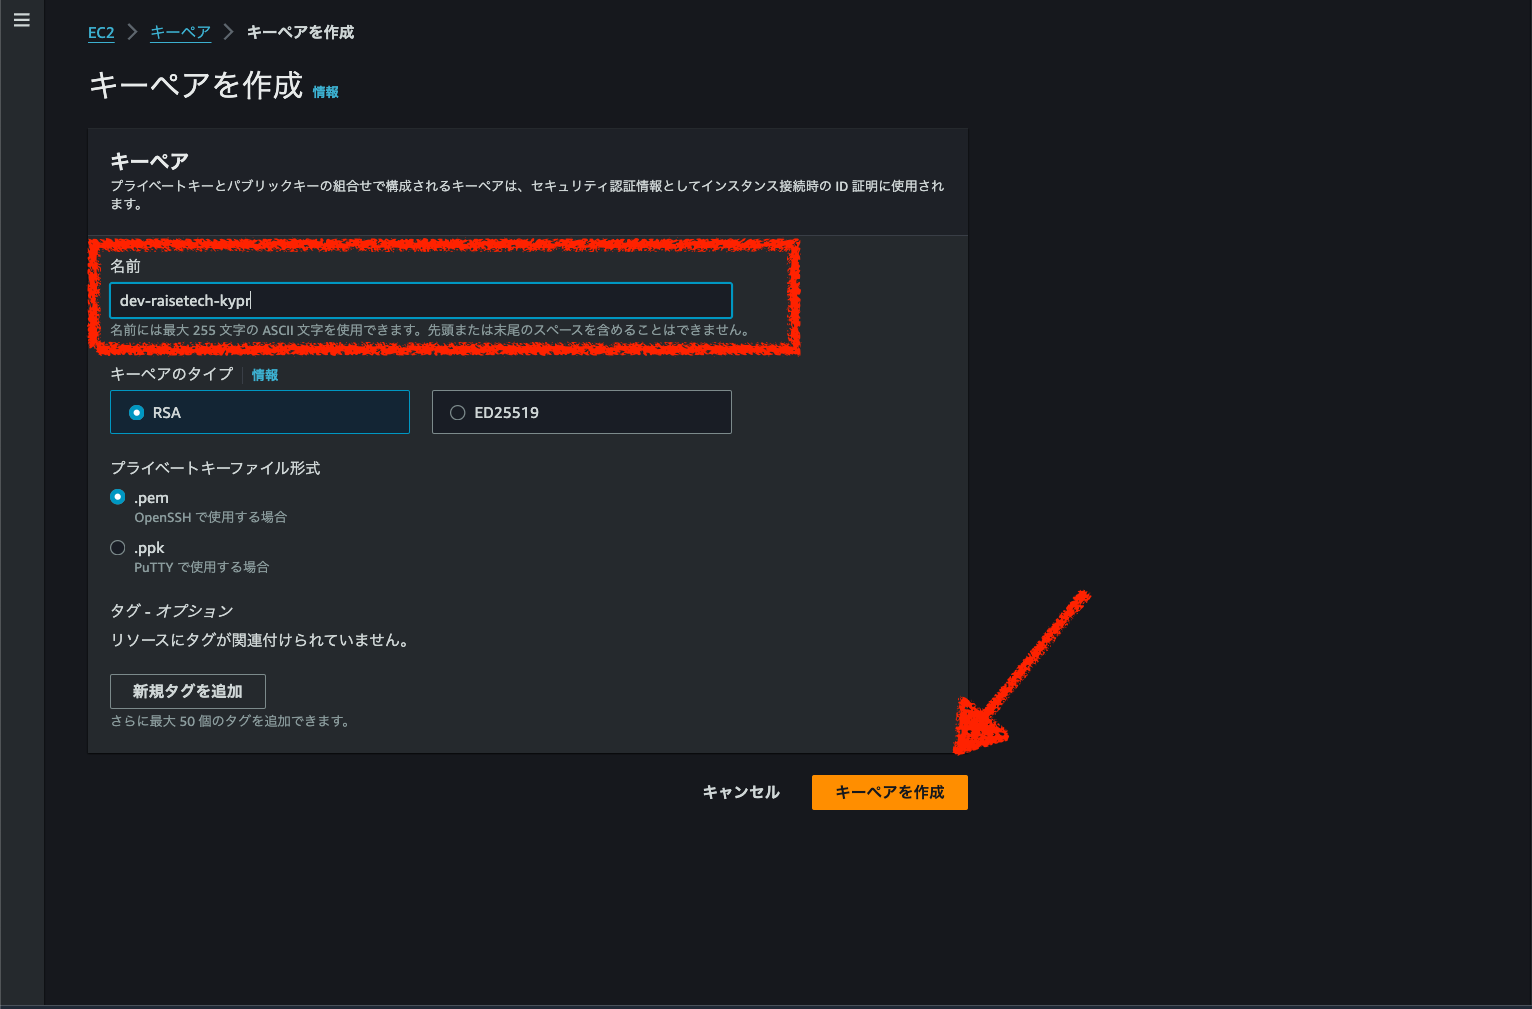 EC2 > キーペア > キーペアを作成
キーペアを作成 情報
キーペア
プライベートキーとパブリックキーの組合せで構成されるキーペアは、セキュリティ認証情報としてインスタンス接続時の ID 証明に使用され
ます。
名前
dev-raisetech-kypr
名前には最大 255 文字の ASCII 文字を使用できます。先頭または末尾のスペースを含めることはできません。
キーペアのタイプ 情報
RSA ED25519
プライベートキーファイル形式
.pem
OpenSSH で使用する場合
.ppk
PuTTY で使用する場合
タグ - オプション
リソースにタグが関連付けられていません。
新規タグを追加
さらに最大 50 個のタグを追加できます。
キャンセル キーペアを作成